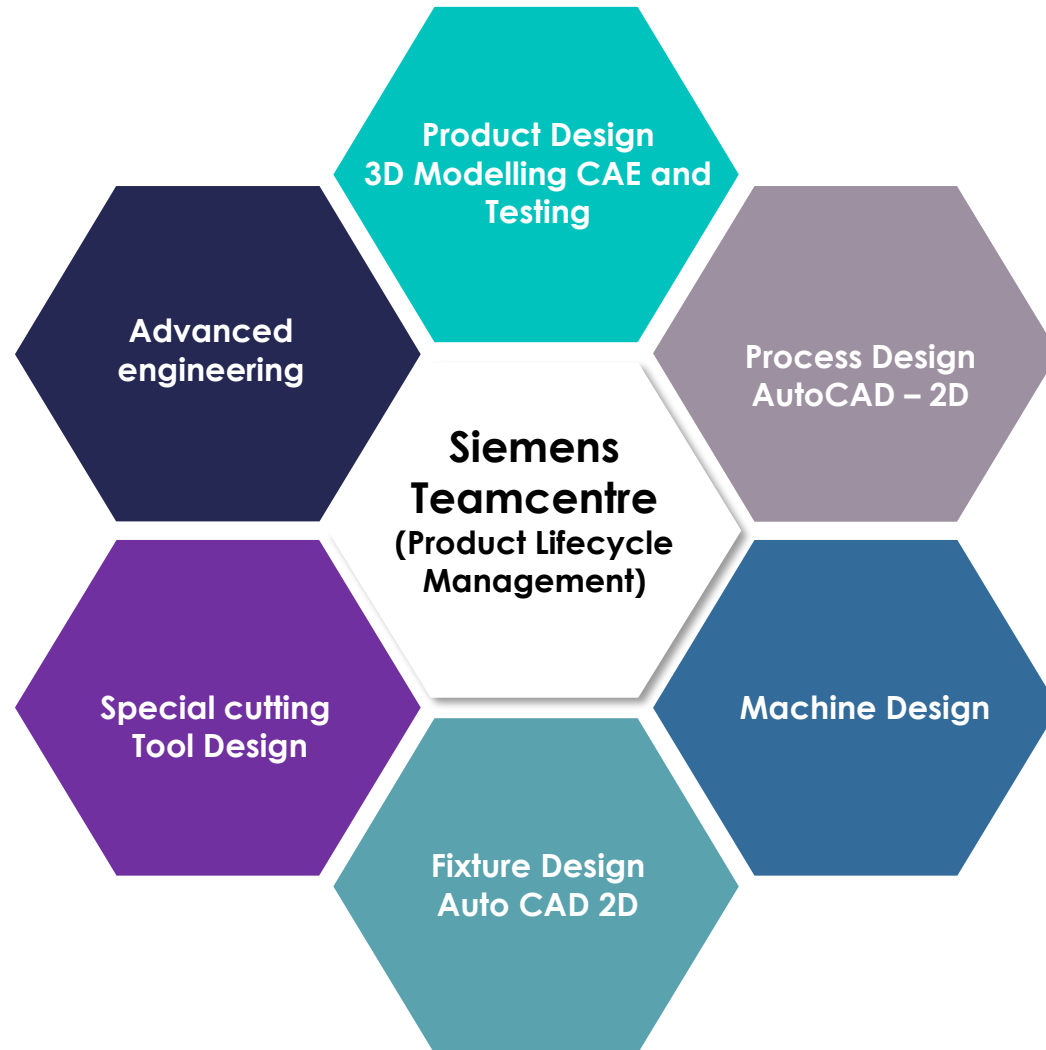 Product Design
3D Modelling CAE and
Testing
Advanced
engineering
Process Design
AutoCAD – 2D
Siemens
Teamcentre
(Product Lifecycle
Management)
Special cutting
Tool Design
Machine Design
Fixture Design
Auto CAD 2D